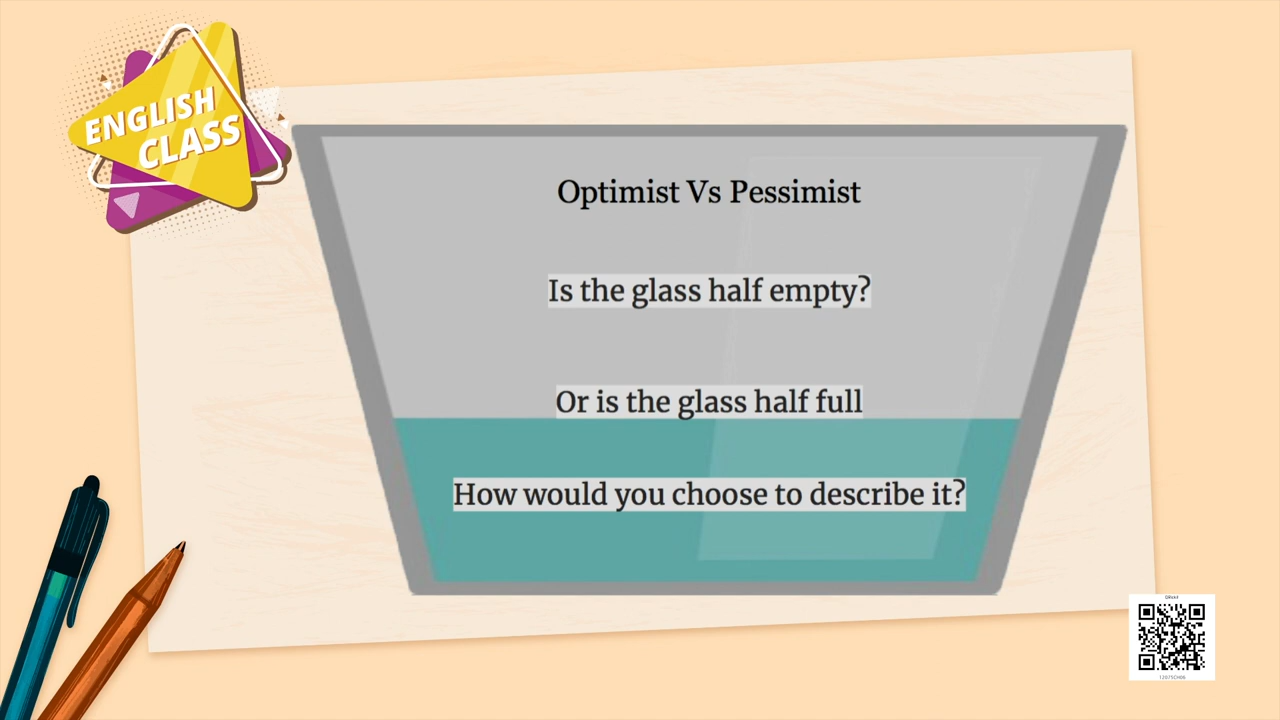 ENGLISH
CLASS
Optimist Vs Pessimist
Is the glass half empty?
Or is the glass half full
How would you choose to describe it?
12075CH06